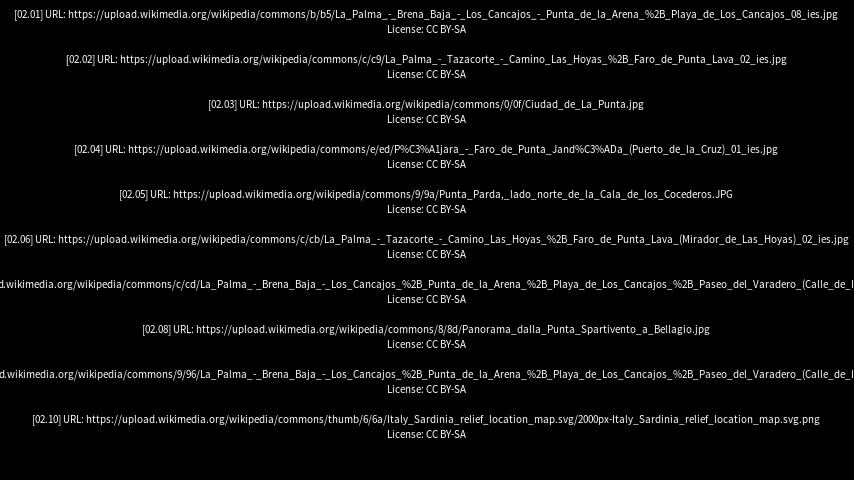 [02.01] URL: https://upload.wikimedia.org/wikipedia/commons/b/b5/La_Palma_-_Brena_Baja_-_Los_Cancajos_-_Punta_de_la_Arena_%2B_Playa_de_Los_Cancajos_08_ies.jpg
License: CC BY-SA
[02.02] URL: https://upload.wikimedia.org/wikipedia/commons/c/c9/La_Palma_-_Tazacorte_-_Camino_Las_Hoyas_%2B_Faro_de_Punta_Lava_02_ies.jpg
License: CC BY-SA
[02.03] URL: https://upload.wikimedia.org/wikipedia/commons/0/0f/Ciudad_de_La_Punta.jpg
License: CC BY-SA
[02.04] URL: https://upload.wikimedia.org/wikipedia/commons/e/ed/P%C3%A1jara_-_Faro_de_Punta_Jand%C3%ADa_(Puerto_de_la_Cruz)_01_ies.jpg
License: CC BY-SA
[02.05] URL: https://upload.wikimedia.org/wikipedia/commons/9/9a/Punta_Parda,_lado_norte_de_la_Cala_de_los_Cocederos.JPG
License: CC BY-SA
[02.06] URL: https://upload.wikimedia.org/wikipedia/commons/c/cb/La_Palma_-_Tazacorte_-_Camino_Las_Hoyas_%2B_Faro_de_Punta_Lava_(Mirador_de_Las_Hoyas)_02_ies.jpg
License: CC BY-SA
d.wikimedia.org/wikipedia/commons/c/cd/La_Palma_-_Brena_Baja_-_Los_Cancajos_%2B_Punta_de_la_Arena_%2B_Playa_de_Los_Cancajos_%2B_Paseo_del_Varadero_(Calle_de_l
License: CC BY-SA
[02.08] URL: https://upload.wikimedia.org/wikipedia/commons/8/8d/Panorama_dalla_Punta_Spartivento_a_Bellagio.jpg
License: CC BY-SA
d.wikimedia.org/wikipedia/commons/9/96/La_Palma_-_Brena_Baja_-_Los_Cancajos_%2B_Punta_de_la_Arena_%2B_Playa_de_Los_Cancajos_%2B_Paseo_del_Varadero_(Calle_de_l
License: CC BY-SA
[02.10] URL: https://upload.wikimedia.org/wikipedia/commons/thumb/6/6a/Italy_Sardinia_relief_location_map.svg/2000px-Italy_Sardinia_relief_location_map.svg.png
License: CC BY-SA